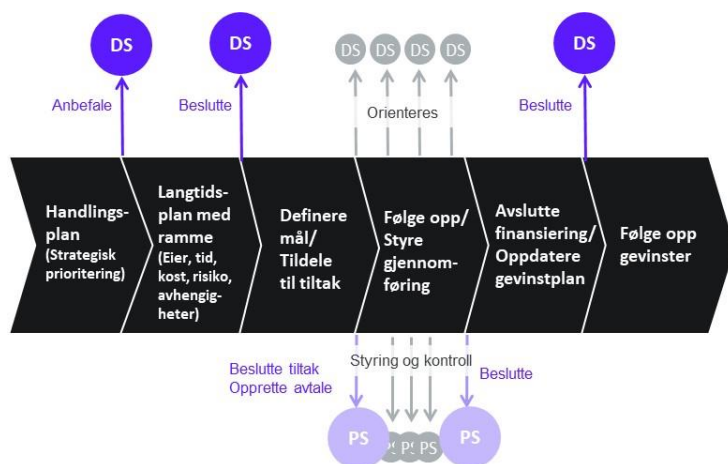 DS
DS
DS DS DS DS
DS
Anbefale
Beslutte
Orienteres
Beslutte
Handlings-
plan
(Strategisk
prioritering)
Langtids-
plan med
ramme
(Eier, tid,
kost, risiko,
avhengig-
heter)
Definere
mål/
Tildele
til tiltak
Følge opp/
Styre
gjennom-
føring
Avslutte
finansiering/
Oppdatere
gevinstplan
Følge opp
gevinster
Beslutte tiltak
Opprette avtale
Styring og kontroll
Beslutte
PS
PS
PS
PS
PS